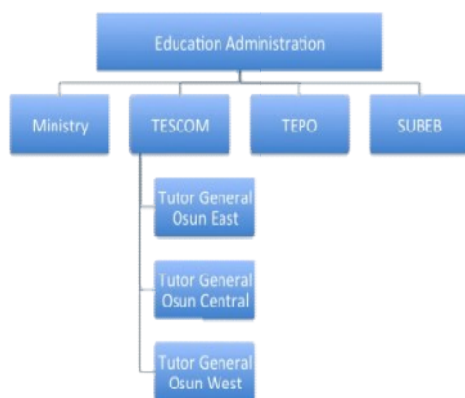 Education Administration
Ministry
TESCOM
TEPO
SUBEB
Tutor General
Osun East
Tutor General
Osun Central
Tutor General
Osun West